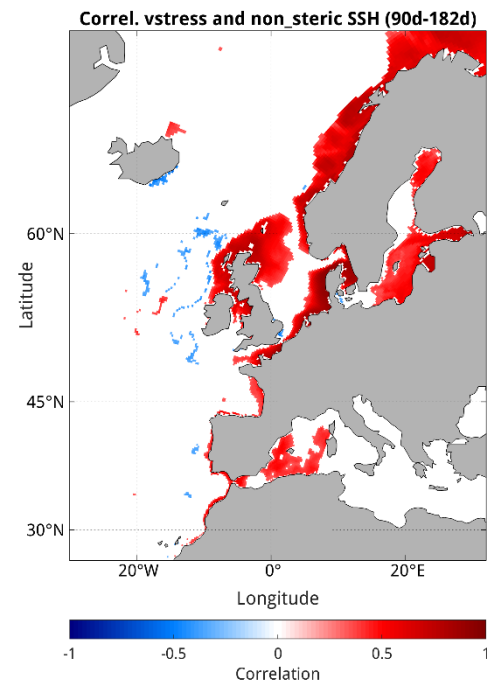 Correl. vstress and non_steric SSH (90d-182d)
60°N
45°N
30°N
Latitude
20°W 0° 20°E
Longitude
-1 -0.5 0 0.5 1
Correlation